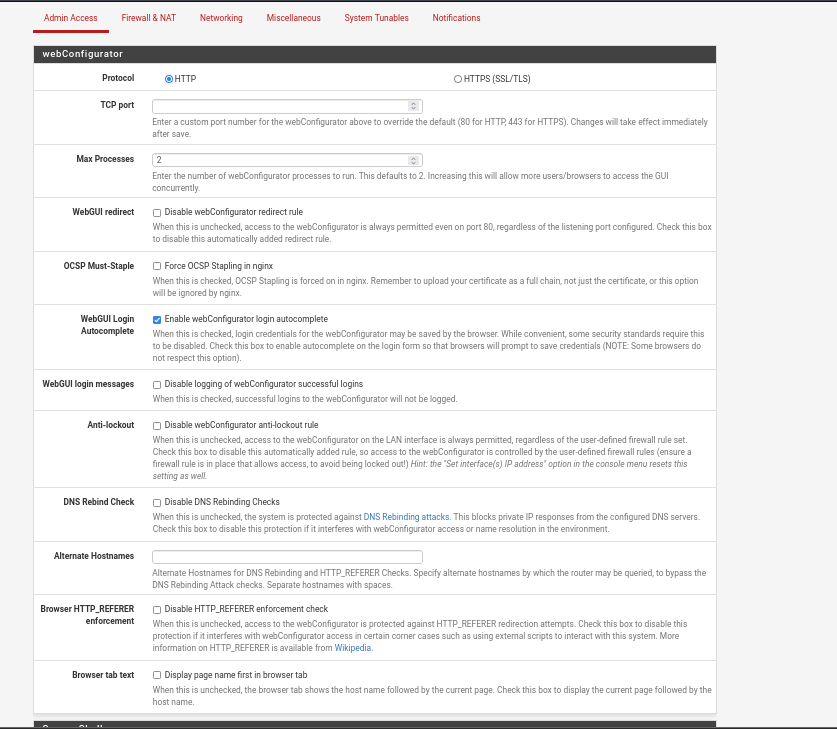 Admin Access Firewall & NAT Networking Miscellaneous System Tunables Notifications
webConfigurator
Protocol HTTP HTTPS (SSL/TLS)
TCP port
Enter a custom port number for the webConfigurator above to override the default (80 for HTTP, 443 for HTTPS). Changes will take effect immediately
after save.
Max Processes 2
Enter the number of webConfigurator processes to run. This defaults to 2. Increasing this will allow more users/browsers to access the GUI
concurrently.
WebGUI redirect Disable webConfigurator redirect rule
When this is unchecked, access to the webConfigurator is always permitted even on port 80, regardless of the listening port configured. Check this box
to disable this automatically added redirect rule.
OCSP Must-Staple Force OCSP Stapling in nginx
When this is checked, OCSP Stapling is forced on in nginx. Remember to upload your certificate as a full chain, not just the certificate, or this option
will be ignored by nginx.
WebGUI Login
Autocomplete
Enable webConfigurator login autocomplete
When this is checked, login credentials for the webConfigurator may be saved by the browser. While convenient, some security standards require this
to be disabled. Check this box to enable autocomplete on the login form so that browsers will prompt to save credentials (NOTE: Some browsers do
not respect this option).
WebGUI login messages Disable logging of webConfigurator successful logins
When this is checked, successful logins to the webConfigurator will not be logged.
Anti-lockout Disable webConfigurator anti-lockout rule
When this is unchecked, access to the webConfigurator on the LAN interface is always permitted, regardless of the user-defined firewall rule set.
Check this box to disable this automatically added rule, so access to the webConfigurator is controlled by the user-defined firewall rules (ensure a
firewall rule is in place that allows access, to avoid being locked out!) Hint: the "Set interface(s) IP address" option in the console menu resets this
setting as well.
DNS Rebind Check Disable DNS Rebinding Checks
When this is unchecked, the system is protected against DNS Rebinding attacks. This blocks private IP responses from the configured DNS servers.
Check this box to disable this protection if it interferes with webConfigurator access or name resolution in the environment.
Alternate Hostnames
Alternate Hostnames for DNS Rebinding and HTTP_REFERER Checks. Specify alternate hostnames by which the router may be queried, to bypass the
DNS Rebinding Attack checks. Separate hostnames with spaces.
Browser HTTP_REFERER
enforcement
Disable HTTP_REFERER enforcement check
When this is unchecked, access to the webConfigurator is protected against HTTP_REFERER redirection attempts. Check this box to disable this
protection if it interferes with webConfigurator access in certain corner cases such as using external scripts to interact with this system. More
information on HTTP_REFERER is available from Wikipedia.
Browser tab text Display page name first in browser tab
When this is unchecked, the browser tab shows the host name followed by the current page. Check this box to display the current page followed by the
host name.